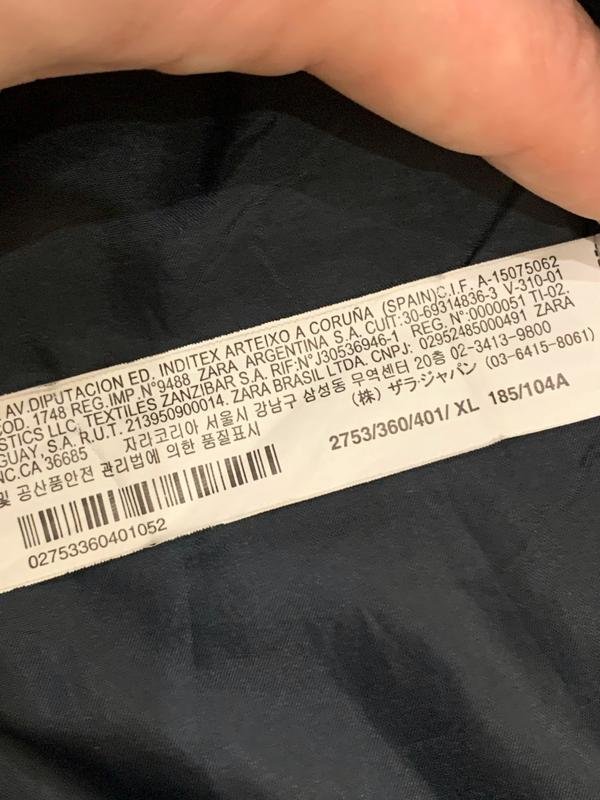 AV.DIPUTACION ED. INDITEX ARTEIXO A CORUÑA (SPAIN)C.I.F. A-15075062
EOD. 1748 REG.IMP. N°9488 ZARA ARGENTINA S.A. CUIT:30-69314836-3 V-310-01
ISTICS LLC. TEXTILES ZANZIBAR S.A. RIF:N°J30536946-1 REG. N°:0000051 TI-02.
GUAY, S.A. R.U.T. 213950900014. ZARA BRASIL LTDA. CNPJ: 02952485000491 ZARA
NC.CA 36685 자라코리아 서울시 강남구 삼성동 무역센터 20층 02-3413-9800
및 공산품안전 관리법에 의한 품질표시 (株) ザラ·ジャパン (03-6415-8061)
2753/360/401/ XL 185/104A
02753360401052